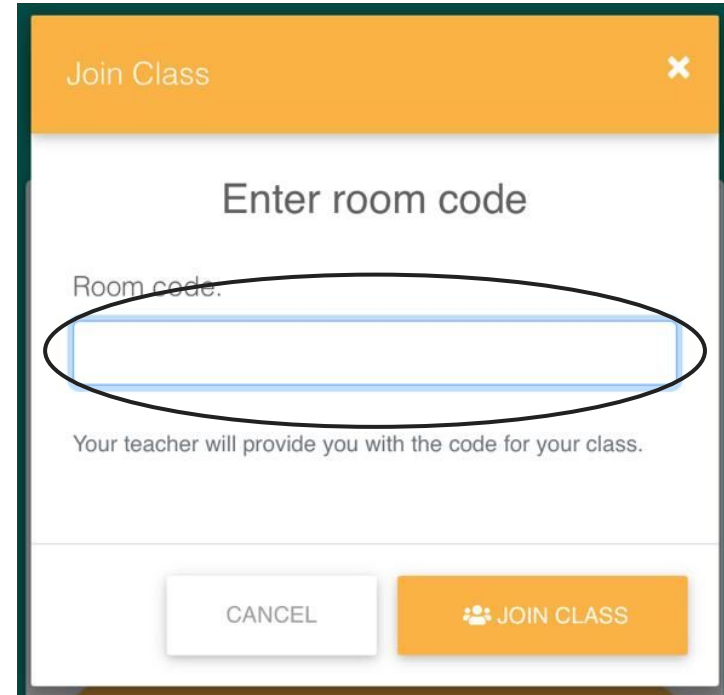 Join Class
Enter room code
Room code:
Your teacher will provide you with the code for your class.
CANCEL
JOIN CLASS